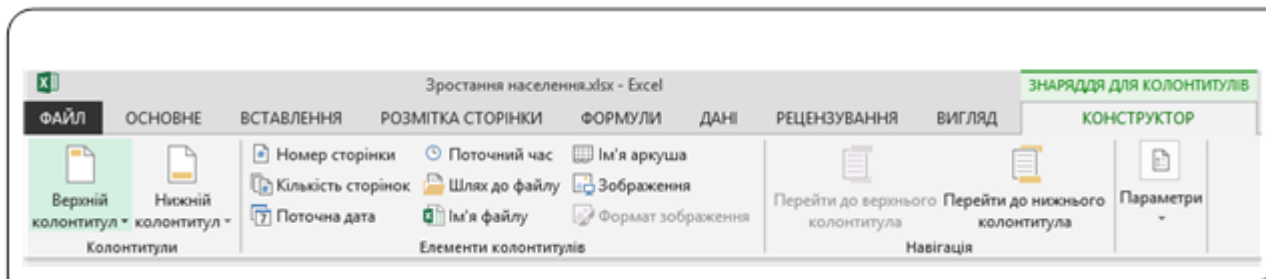 Зростання населення.xlsx - Excel
ЗНАРЯДДЯ ДЛЯ КОЛОНТИТУЛІВ
ФАЙЛ ОСНОВНЕ ВСТАВЛЕННЯ РОЗМІТКА СТОРІНКИ ФОРМУЛИ ДАНІ РЕЦЕНЗУВАННЯ ВИГЛЯД КОНСТРУКТОР
Верхній
колонтитул
Нижній
колонтитул
Колонтитули
Номер сторінки
Кількість сторінок
Поточна дата
Поточний час
Шлях до файлу
Ім'я файлу
Ім'я аркуша
Зображення
Формат зображення
Елементи колонтитулів
Перейти до верхнього
колонтитула
Перейти до нижнього
колонтитула
Навігація
Параметри